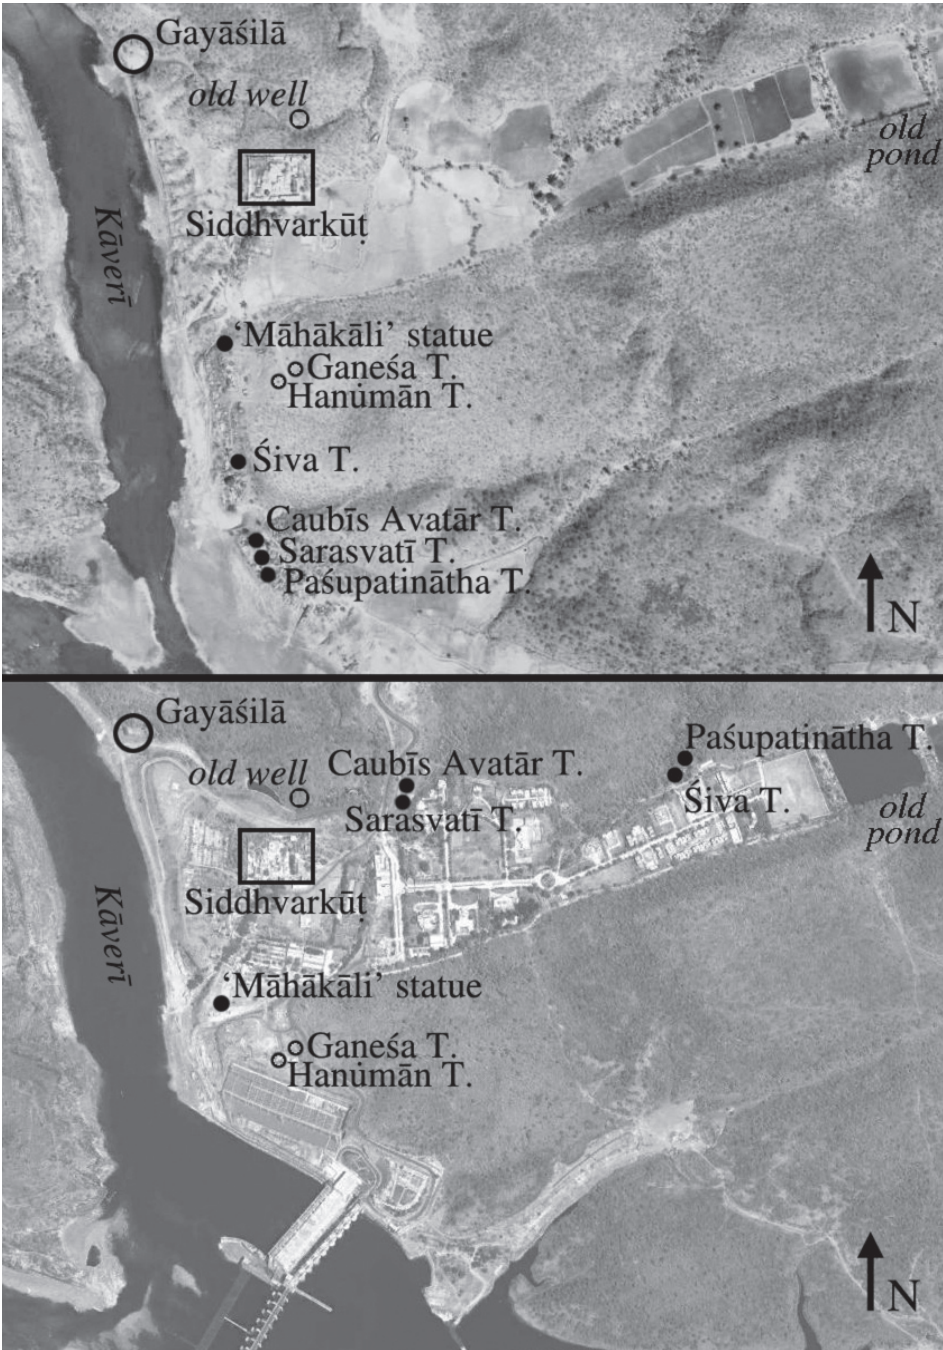 Gayāśilā
old well
old
pond
Siddhvarkūṭ
Kāverī
‘Māhākāli’ statue
Ganeśa T.
Hanumān T.
Śiva T.
Caubīs Avatār T.
Sarasvatī T.
Paśupatinātha T.
N
Gayāśilā
Paśupatinātha T.
Caubīs Avatār T.
old well
Śiva T.
Sarasvatī T.
old
pond
Siddhvarkūṭ
Kāverī
‘Māhākāli’ statue
Ganeśa T.
Hanumān T.
N